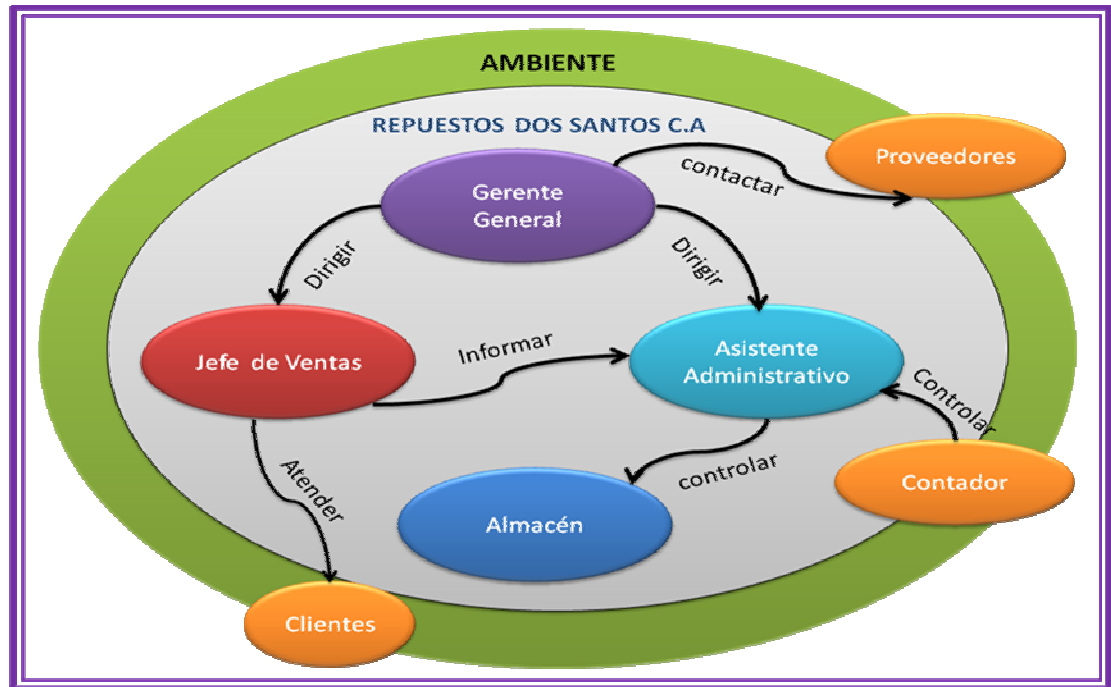 AMBIENTE
REPUESTOS DOS SANTOS C.A
Proveedores
contactar
Gerente
General
Dirigir
Dirigir
Jefe de Ventas
Informar
Asistente
Administrativo
Controlar
Contador
controlar
Atender
Almacén
Clientes